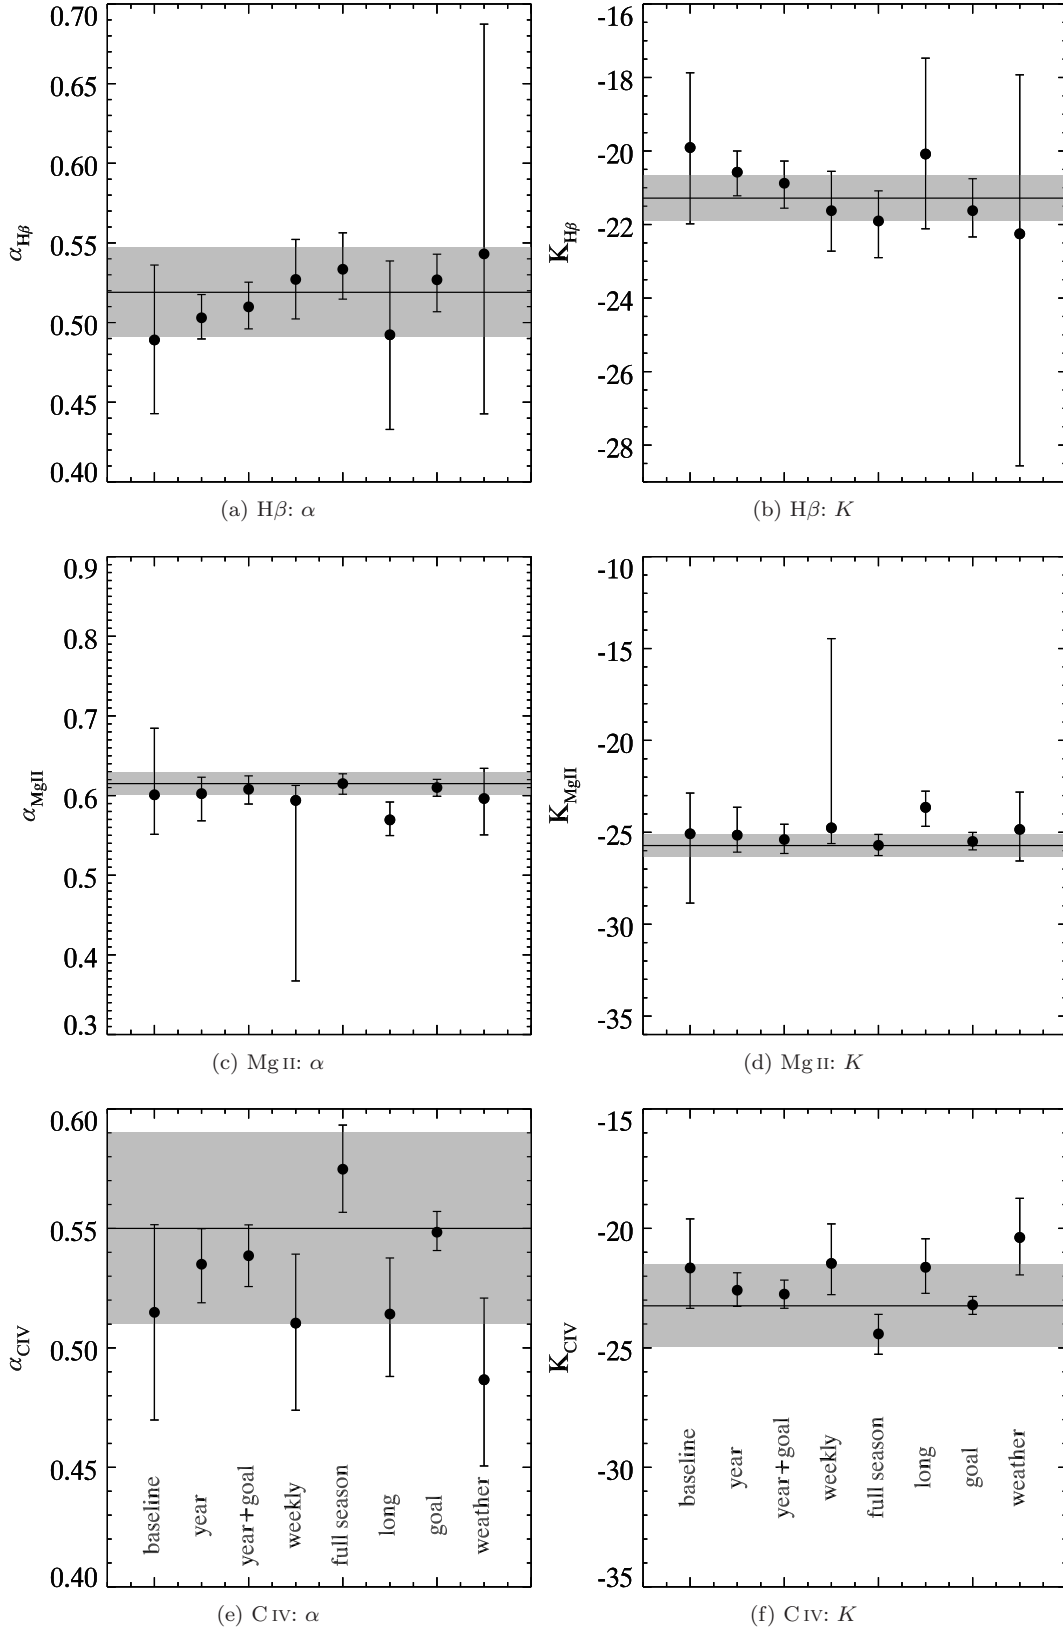 0.70
0.65
0.60
0.55
0.50
0.45
0.40
αHβ
(a) Hβ: α
-16
-18
-20
-22
-24
-26
-28
KHβ
(b) Hβ: K
0.9
0.8
0.7
0.6
0.5
0.4
0.3
αMgII
(c) Mg II: α
-10
-15
-20
-25
-30
-35
KMgII
(d) Mg II: K
0.60
0.55
0.50
0.45
0.40
αCIV
baseline
year
year+goal
weekly
full season
long
goal
weather
(e) C IV: α
-15
-20
-25
-30
-35
KCIV
baseline
year
year+goal
weekly
full season
long
goal
weather
(f) C IV: K